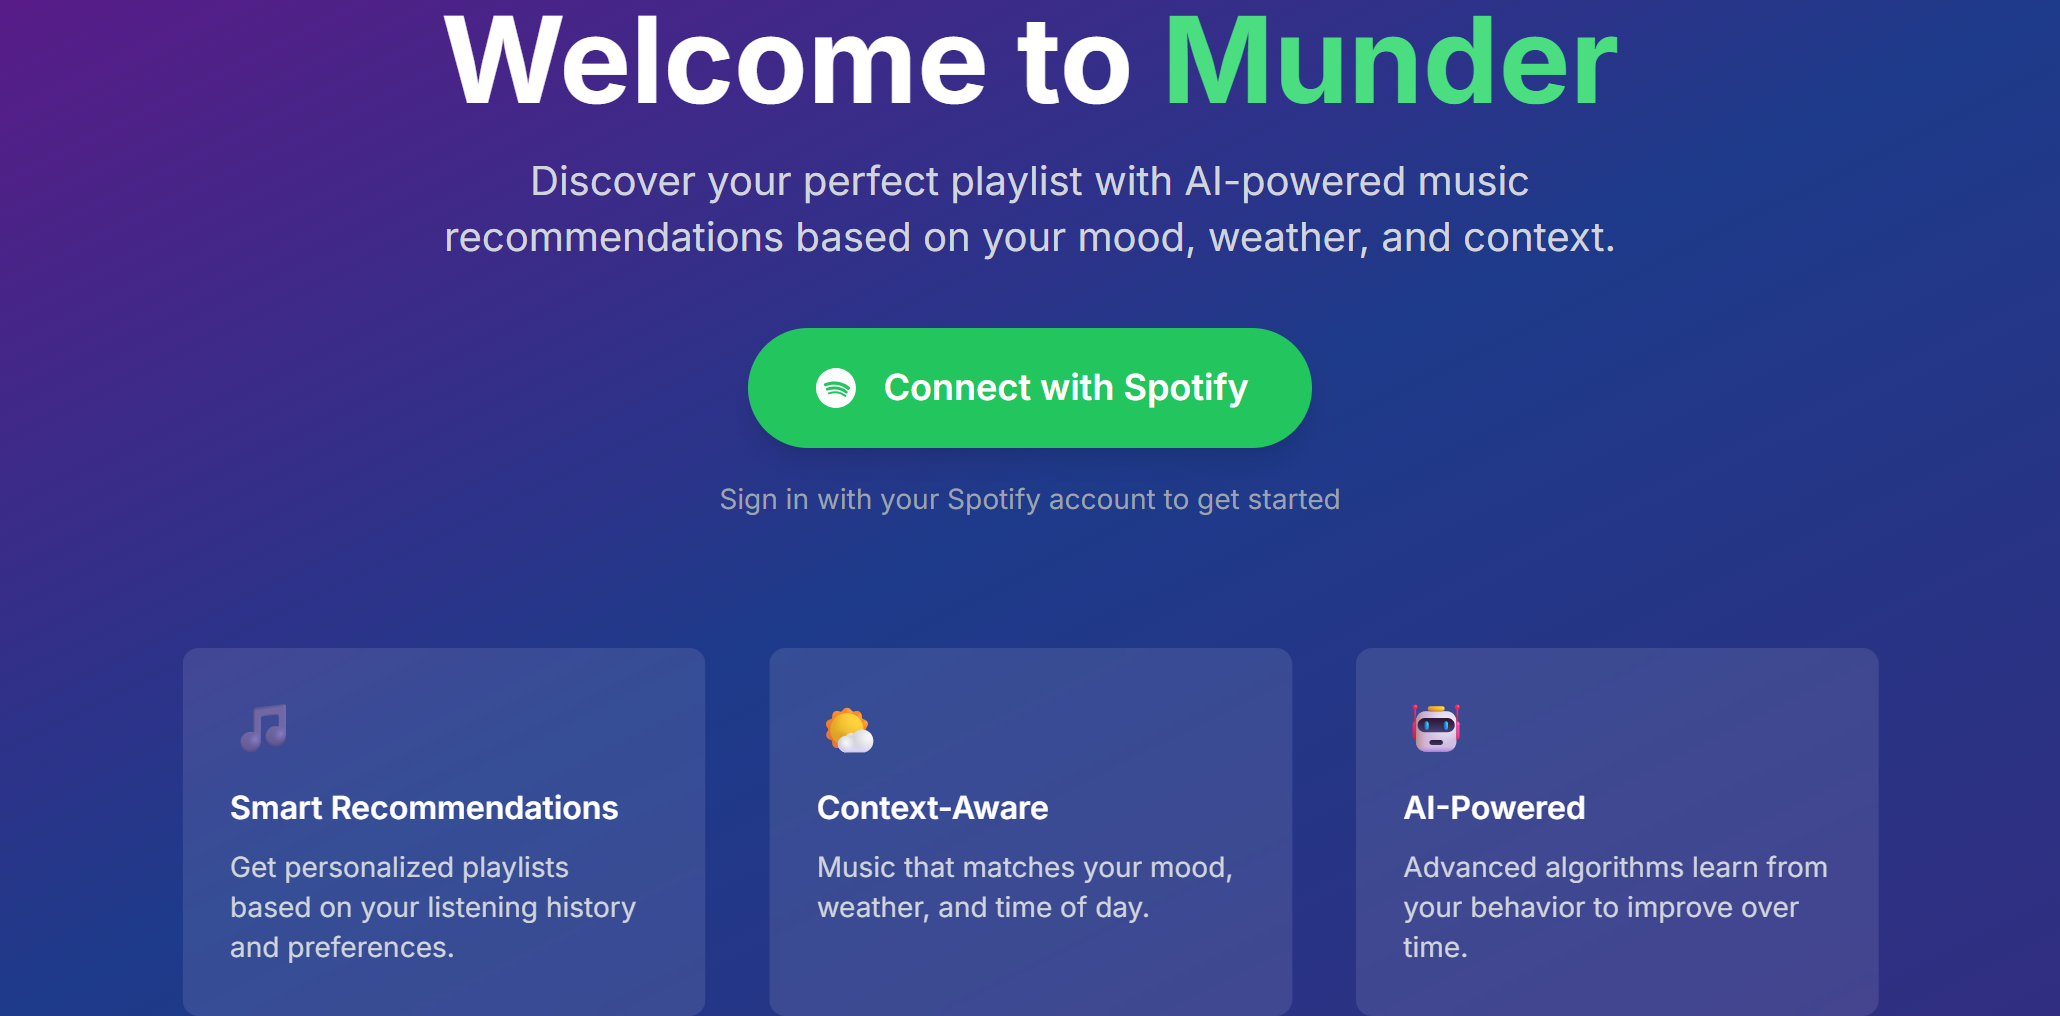 Welcome to Munder
Discover your perfect playlist with AI-powered music
recommendations based on your mood, weather, and context.
Connect with Spotify
Sign in with your Spotify account to get started
Smart Recommendations
Get personalized playlists
based on your listening history
and preferences.
Context-Aware
Music that matches your mood,
weather, and time of day.
AI-Powered
Advanced algorithms learn from
your behavior to improve over
time.